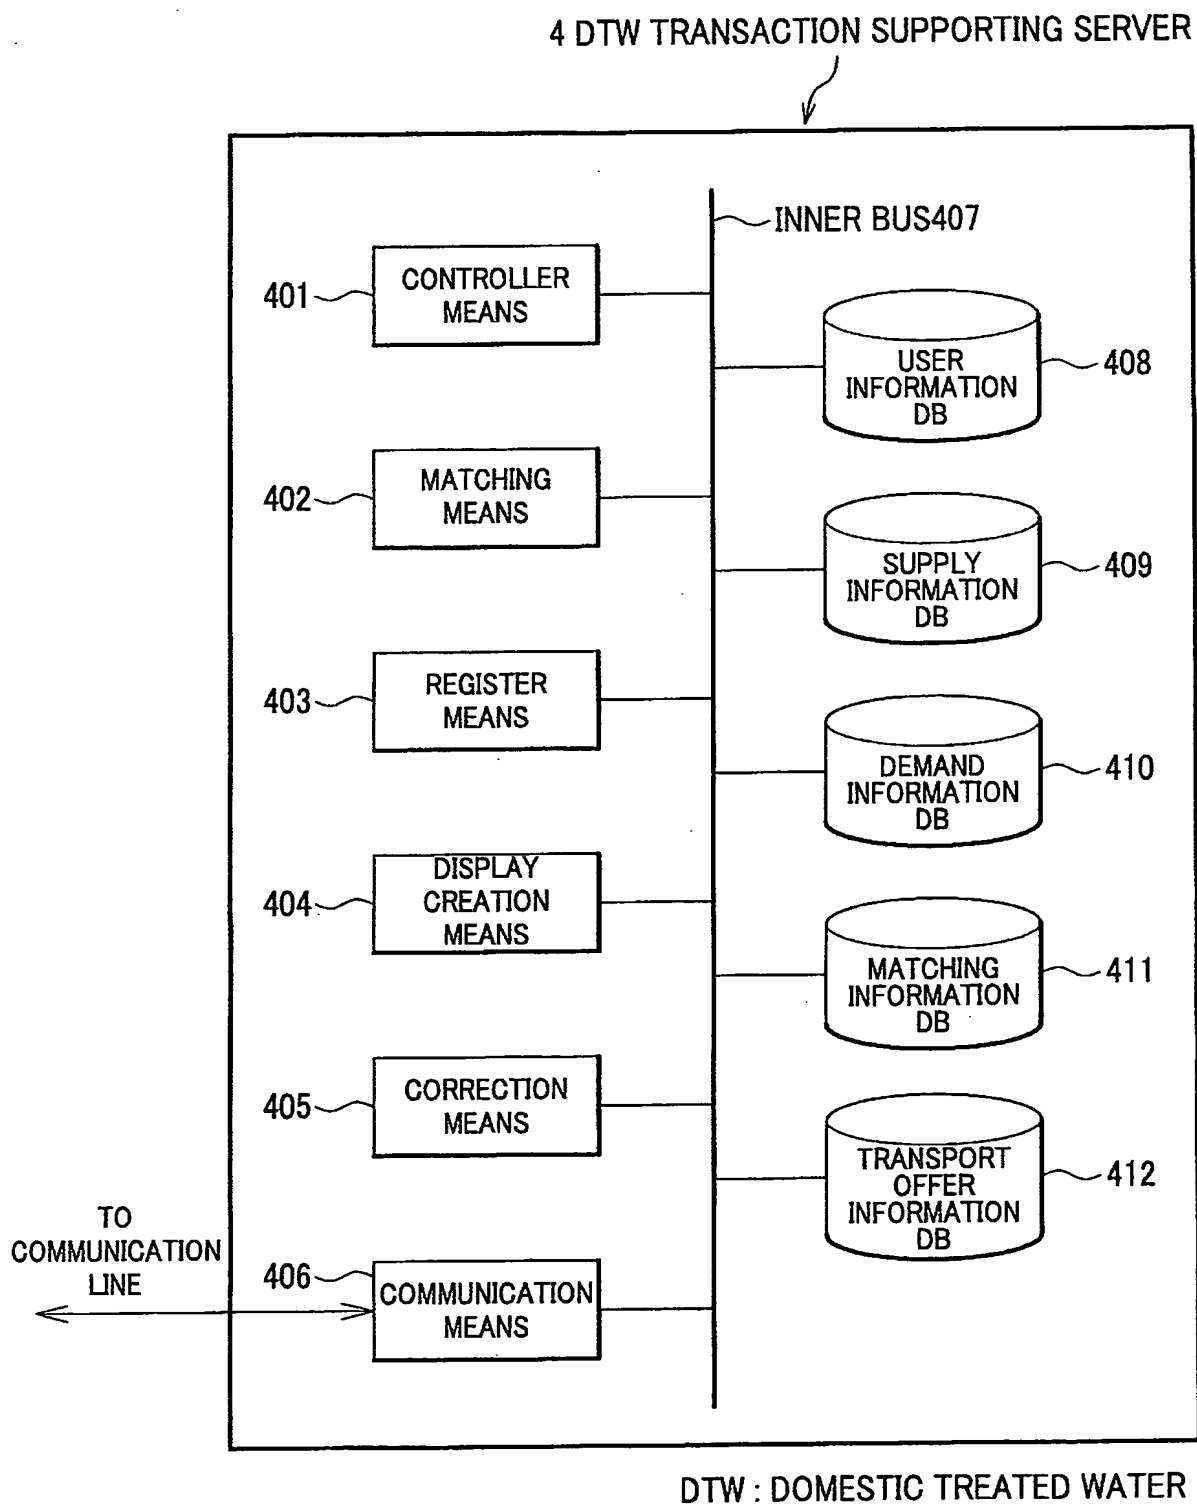 4 DTW TRANSACTION SUPPORTING SERVER
INNER BUS407
401
CONTROLLER
MEANS
USER
INFORMATION
DB
408
402
MATCHING
MEANS
SUPPLY
INFORMATION
DB
409
403
REGISTER
MEANS
DEMAND
INFORMATION
DB
410
404
DISPLAY
CREATION
MEANS
MATCHING
INFORMATION
DB
411
405
CORRECTION
MEANS
TRANSPORT
OFFER
INFORMATION
DB
412
TO
COMMUNICATION
LINE
406
COMMUNICATION
MEANS
DTW : DOMESTIC TREATED WATER